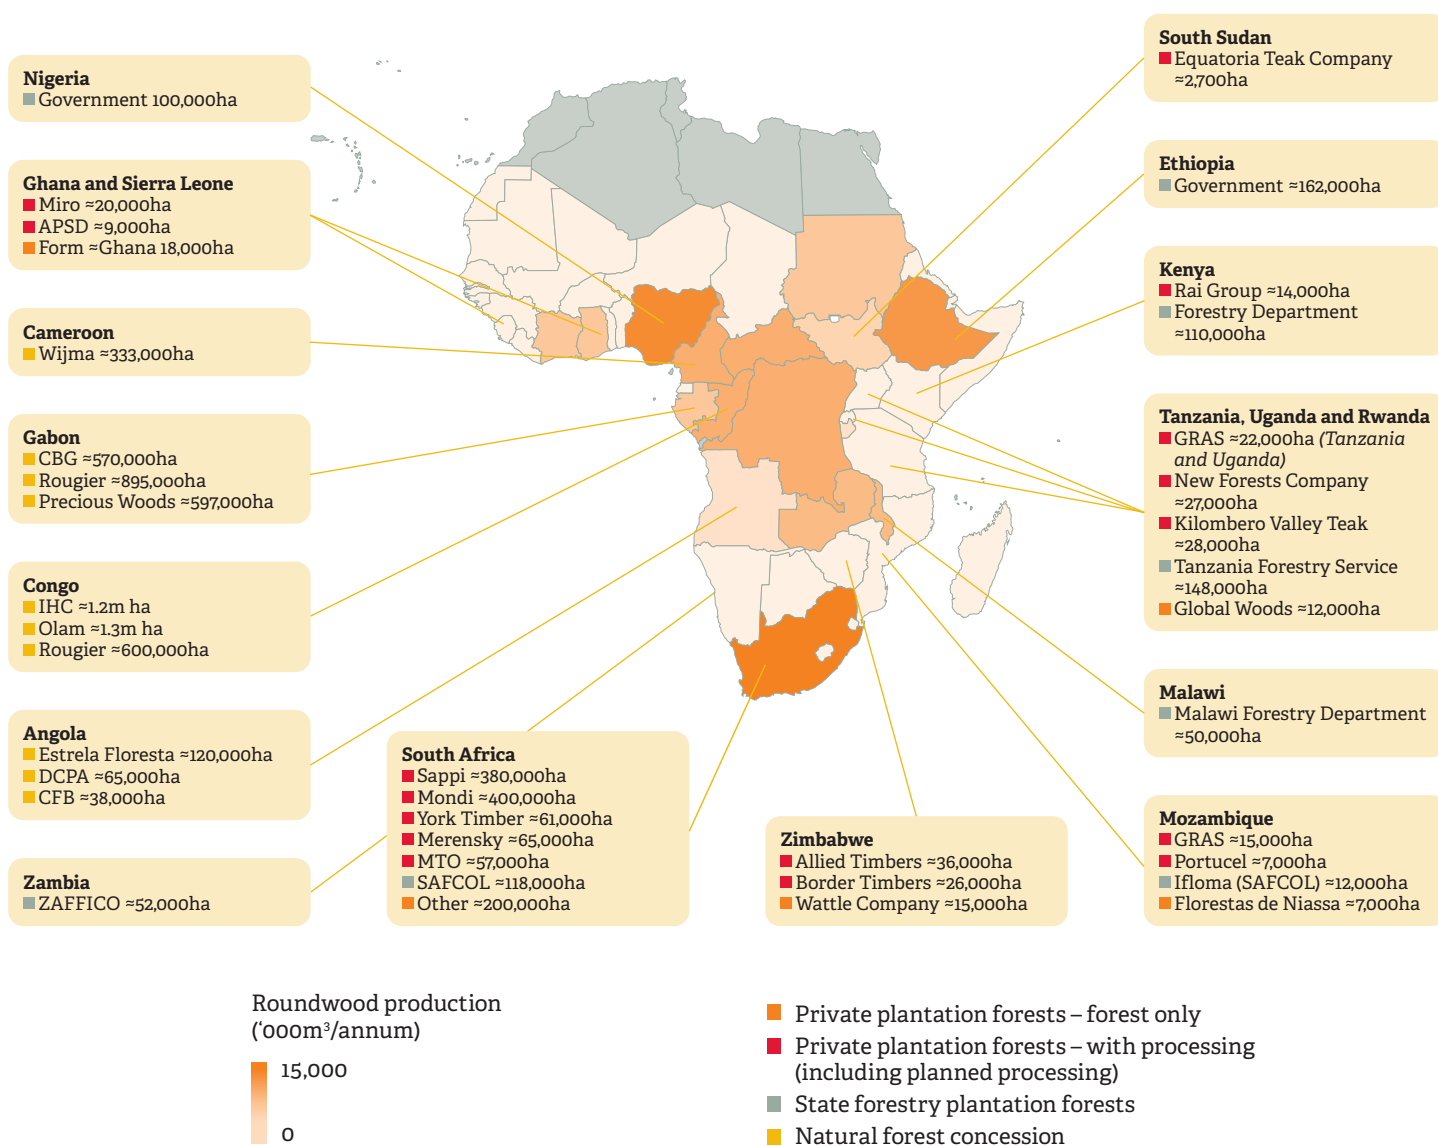 Nigeria
Government 100,000ha
Ghana and Sierra Leone
Miro ≈20,000ha
APSD ≈9,000ha
Form ≈Ghana 18,000ha
Cameroon
Wijma ≈333,000ha
Gabon
CBG ≈570,000ha
Rougier ≈895,000ha
Precious Woods ≈597,000ha
Congo
IHC ≈1.2m ha
Olam ≈1.3m ha
Rougier ≈600,000ha
Angola
Estrela Floresta ≈120,000ha
DCPA ≈65,000ha
CFB ≈38,000ha
Zambia
ZAFFICO ≈52,000ha
South Africa
Sappi ≈380,000ha
Mondi ≈400,000ha
York Timber ≈61,000ha
Merensky ≈65,000ha
MTO ≈57,000ha
SAFCOL ≈118,000ha
Other ≈200,000ha
Zimbabwe
Allied Timbers ≈36,000ha
Border Timbers ≈26,000ha
Wattle Company ≈15,000ha
South Sudan
Equatoria Teak Company
≈2,700ha
Ethiopia
Government ≈162,000ha
Kenya
Rai Group ≈14,000ha
Forestry Department
≈110,000ha
Tanzania, Uganda and Rwanda
GRAS ≈22,000ha (Tanzania
and Uganda)
New Forests Company
≈27,000ha
Kilombero Valley Teak
≈28,000ha
Tanzania Forestry Service
≈148,000ha
Global Woods ≈12,000ha
Malawi
Malawi Forestry Department
≈50,000ha
Mozambique
GRAS ≈15,000ha
Portucel ≈7,000ha
Ifloma (SAFCOL) ≈12,000ha
Florestas de Niassa ≈7,000ha
Roundwood production
(‘000m³/annum)
15,000
0
Private plantation forests – forest only
Private plantation forests – with processing
(including planned processing)
State forestry plantation forests
Natural forest concession